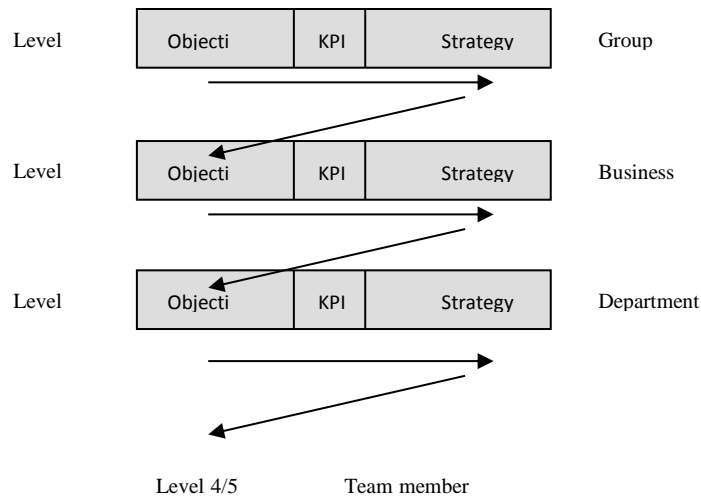 Level Objecti KPI Strategy Group
Level Objecti KPI Strategy Business
Level Objecti KPI Strategy Department
Level 4/5 Team member